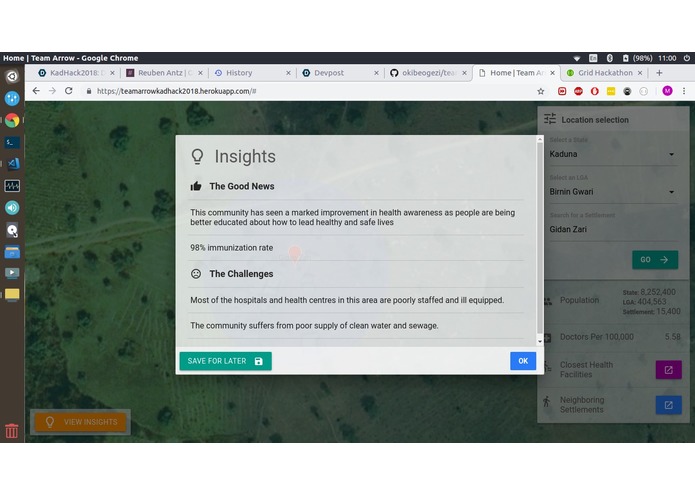 Home | Team Arrow - Google Chrome
En (98%) 11:00
KadHack2018: D
Reuben Antz | G
History
Devpost
okibeogezi/tea
Home | Team Ar
Grid Hackathon
https://teamarrowkadhack2018.herokuapp.com/#
M
Insights
The Good News
This community has seen a marked improvement in health awareness as people are being
better educated about how to lead healthy and safe lives
98% immunization rate
The Challenges
Most of the hospitals and health centres in this area are poorly staffed and ill equipped.
The community suffers from poor supply of clean water and sewage.
SAVE FOR LATER
OK
VIEW INSIGHTS
Location selection
Select a State
Kaduna
Select an LGA
Birnin Gwari
Search for a Settlement
Gidan Zari
GO
Population
State: 8,252,400
LGA: 404,563
Settlement: 15,400
Doctors Per 100,000
5.58
Closest Health
Facilities
Neighboring
Settlements